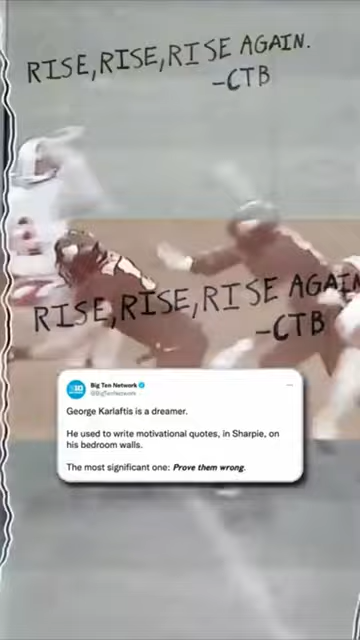 RISE, RISE, RISE AGAIN.
-CTB
RISE, RISE, RISE AGAIN
-CTB
Big Ten Network
@BigTenNetwork
George Karlaftis is a dreamer.
He used to write motivational quotes, in Sharpie, on
his bedroom walls.
The most significant one: Prove them wrong.